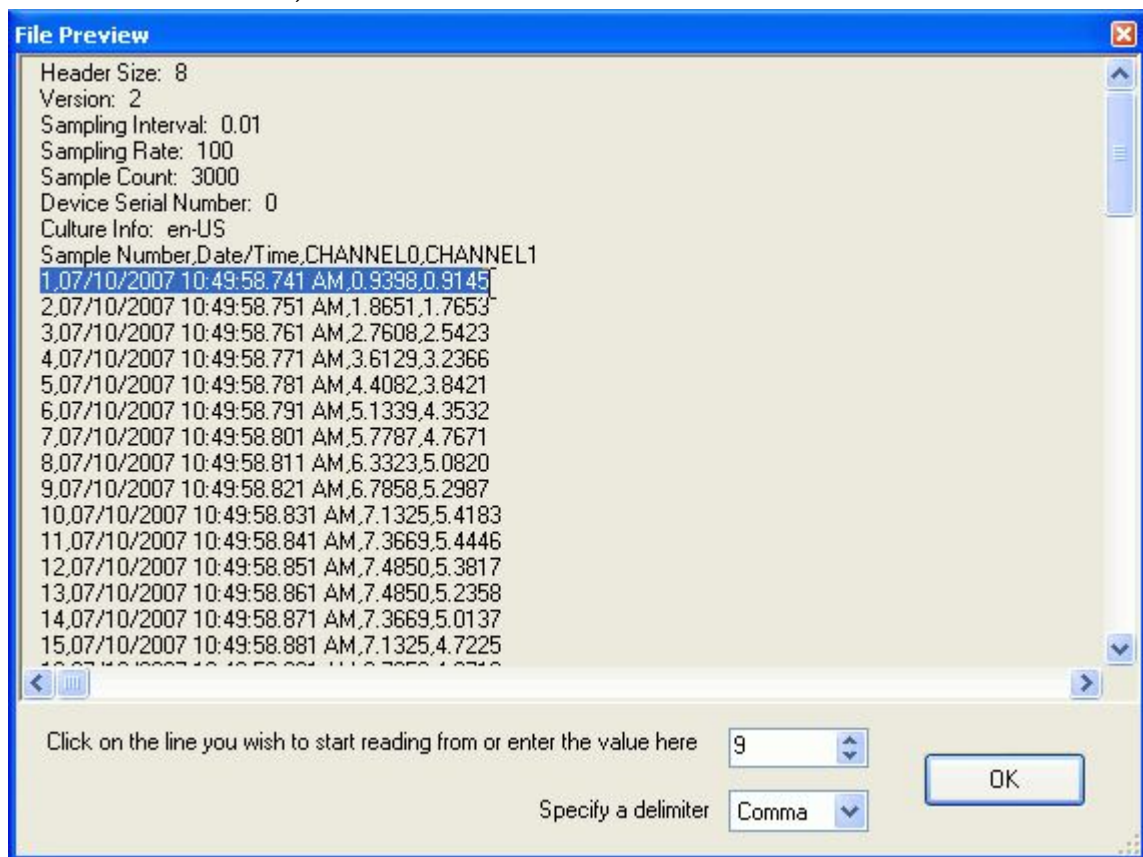 File Preview
Header Size: 8
Version: 2
Sampling Interval: 0.01
Sampling Rate: 100
Sample Count: 3000
Device Serial Number: 0
Culture Info: en-US
Sample Number,Date/Time,CHANNEL0,CHANNEL1
1,07/10/2007 10:49:58.741 AM,0.9398,0.9145
2,07/10/2007 10:49:58.751 AM,1.8651,1.7653
3,07/10/2007 10:49:58.761 AM,2.7608,2.5423
4,07/10/2007 10:49:58.771 AM,3.6129,3.2366
5,07/10/2007 10:49:58.781 AM,4.4082,3.8421
6,07/10/2007 10:49:58.791 AM,5.1339,4.3532
7,07/10/2007 10:49:58.801 AM,5.7787,4.7671
8,07/10/2007 10:49:58.811 AM,6.3323,5.0820
9,07/10/2007 10:49:58.821 AM,6.7858,5.2987
10,07/10/2007 10:49:58.831 AM,7.1325,5.4183
11,07/10/2007 10:49:58.841 AM,7.3669,5.4446
12,07/10/2007 10:49:58.851 AM,7.4850,5.3817
13,07/10/2007 10:49:58.861 AM,7.4850,5.2358
14,07/10/2007 10:49:58.871 AM,7.3669,5.0137
15,07/10/2007 10:49:58.881 AM,7.1325,4.7225
Click on the line you wish to start reading from or enter the value here 9
OK
Specify a delimiter Comma